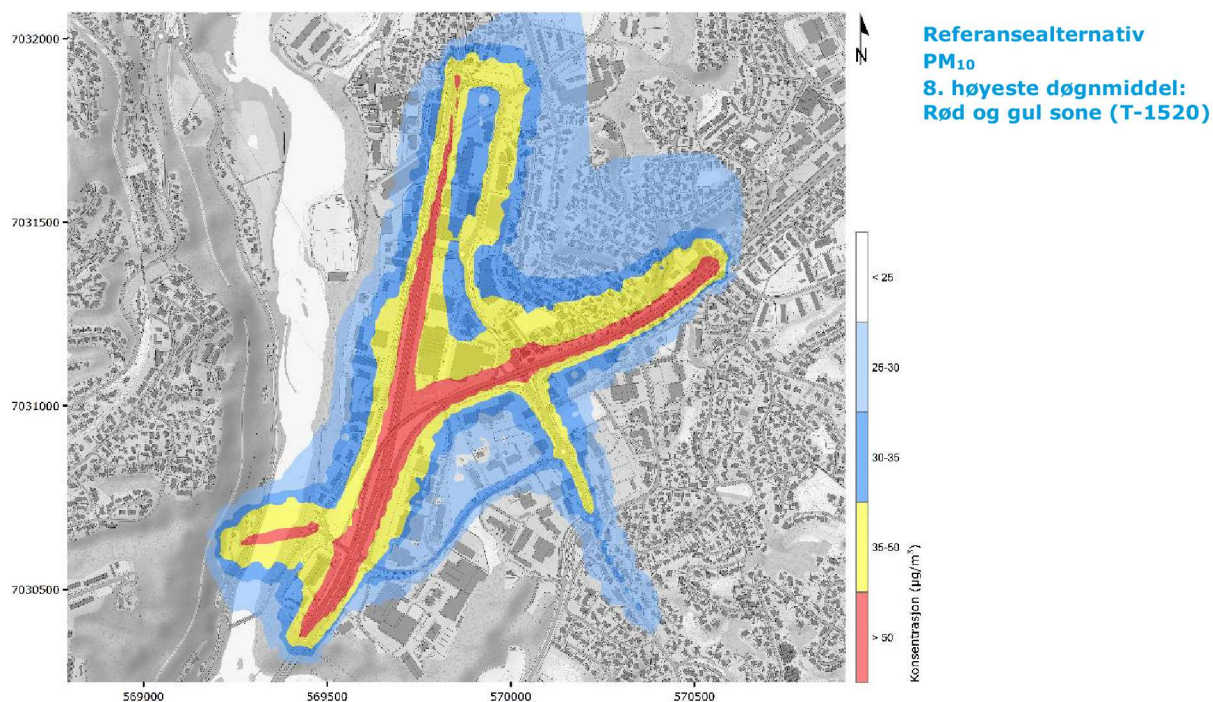 Referansealternativ
PM₁₀
8. høyeste døgnmiddel:
Rød og gul sone (T-1520)
N
7032000
7031500
7031000
7030500
569000
569500
570000
570500
< 25
26-30
30-35
35-50
> 50
Konsentrasjon (µg/m³)